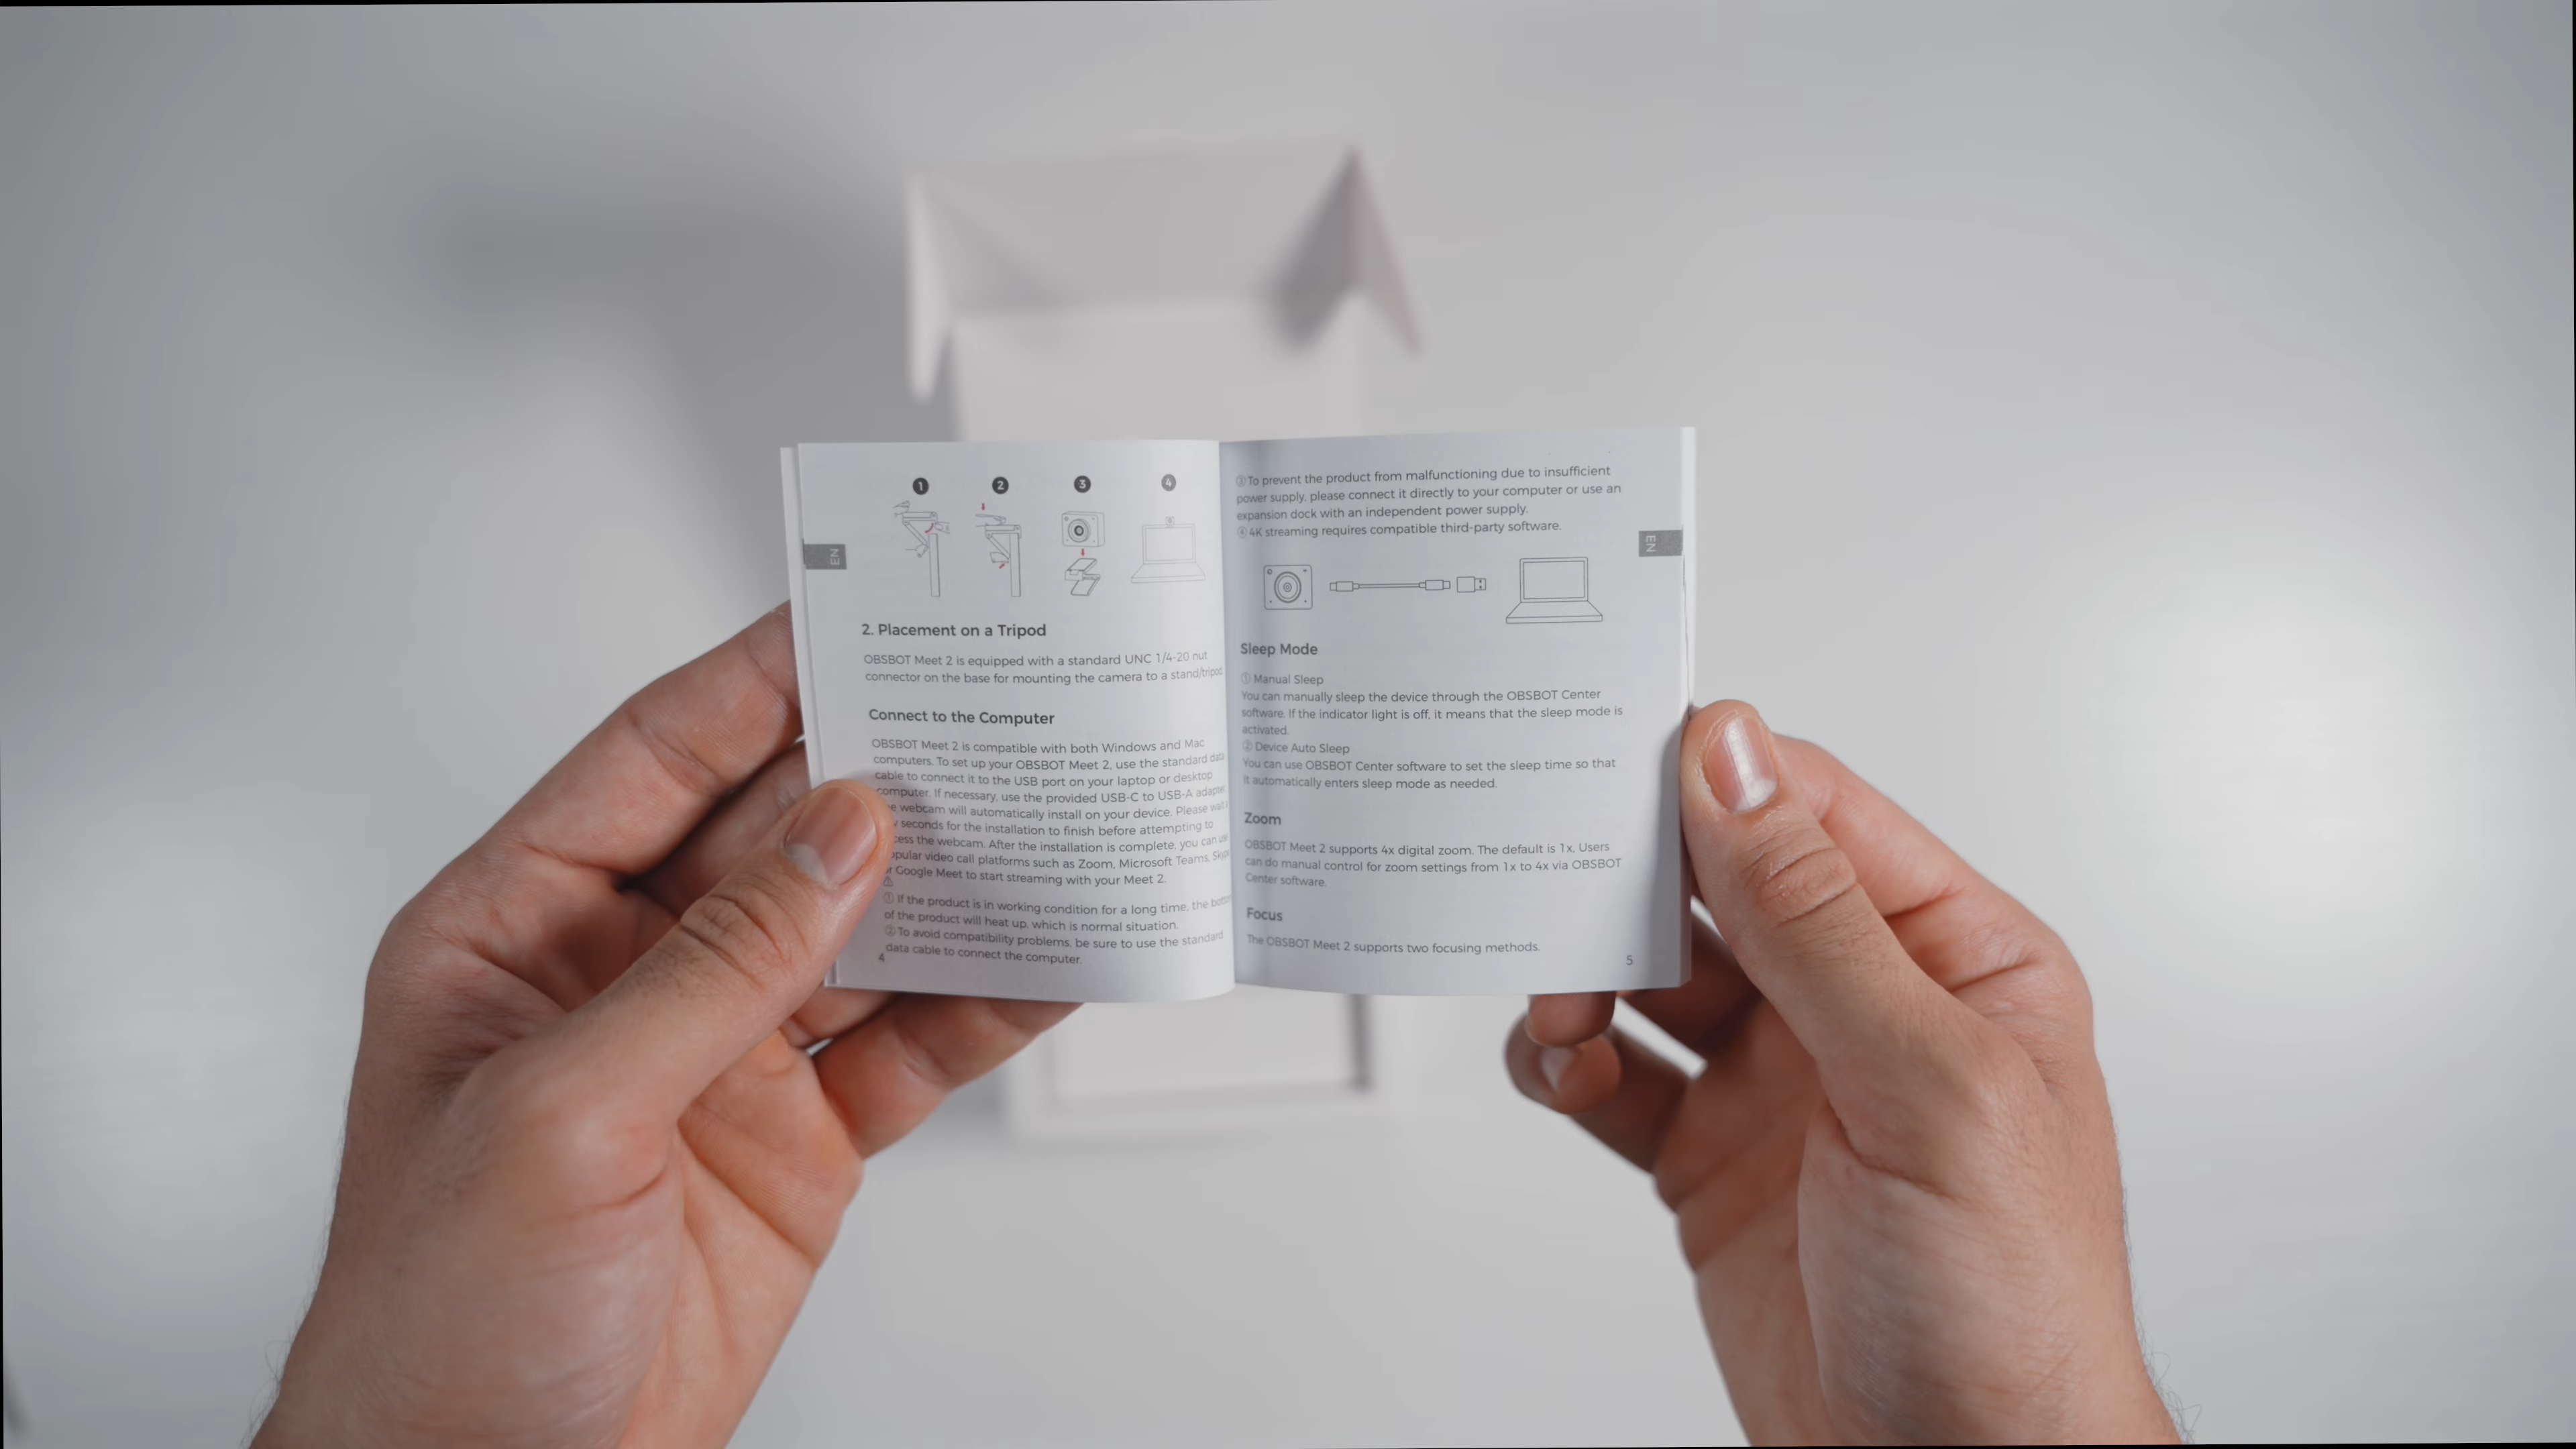 1 2 3 4
EN
2. Placement on a Tripod
OBSBOT Meet 2 is equipped with a standard UNC 1/4-20 nut
connector on the base for mounting the camera to a stand/tripod
Connect to the Computer
OBSBOT Meet 2 is compatible with both Windows and Mac
computers. To set up your OBSBOT Meet 2, use the standard data
cable to connect it to the USB port on your laptop or desktop
computer. If necessary, use the provided USB-C to USB-A adapter
webcam will automatically install on your device. Please wait
seconds for the installation to finish before attempting to
the webcam. After the installation is complete, you can use
video call platforms such as Zoom, Microsoft Teams,
Google Meet to start streaming with your Meet 2.
⚠
① If the product is in working condition for a long time, the
of the product will heat up, which is normal situation.
② To avoid compatibility problems, be sure to use the standard
data cable to connect the computer.
4
③ To prevent the product from malfunctioning due to insufficient
power supply, please connect it directly to your computer or use an
expansion dock with an independent power supply.
④ 4K streaming requires compatible third-party software.
EN
Sleep Mode
① Manual Sleep
You can manually sleep the device through the OBSBOT Center
software. If the indicator light is off, it means that the sleep mode is
activated.
② Device Auto Sleep
You can use OBSBOT Center software to set the sleep time so that
it automatically enters sleep mode as needed.
Zoom
OBSBOT Meet 2 supports 4x digital zoom. The default is 1x. Users
can do manual control for zoom settings from 1x to 4x via OBSBOT
Center software.
Focus
The OBSBOT Meet 2 supports two focusing methods.
5